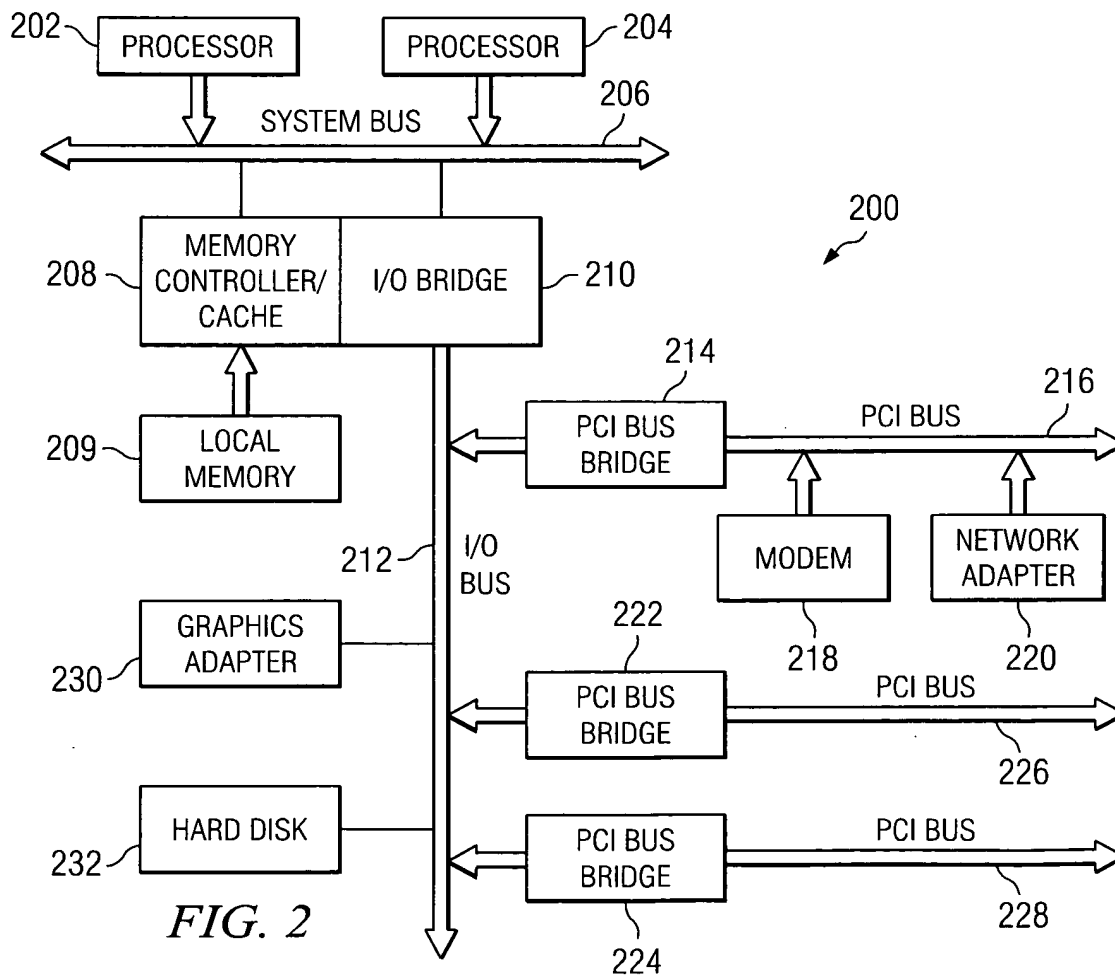 202
PROCESSOR
PROCESSOR
204
SYSTEM BUS
206
200
208
MEMORY
CONTROLLER/
CACHE
I/O BRIDGE
210
214
216
209
LOCAL
MEMORY
PCI BUS
BRIDGE
PCI BUS
212
I/O
BUS
MODEM
NETWORK
ADAPTER
218
220
GRAPHICS
ADAPTER
230
222
PCI BUS
BRIDGE
PCI BUS
226
HARD DISK
232
PCI BUS
BRIDGE
PCI BUS
228
224
FIG. 2